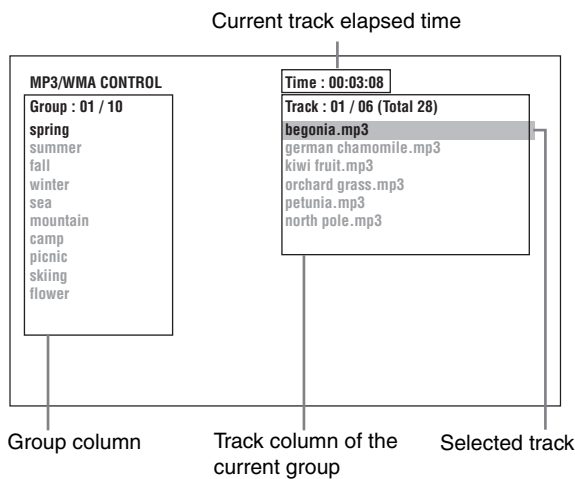 Current track elapsed time
MP3/WMA CONTROL
Time : 00:03:08
Group : 01 / 10
spring
summer
fall
winter
sea
mountain
camp
picnic
skiing
flower
Track : 01 / 06 (Total 28)
begonia.mp3
german chamomile.mp3
kiwi fruit.mp3
orchard grass.mp3
petunia.mp3
north pole.mp3
Group column
Track column of the
current group
Selected track